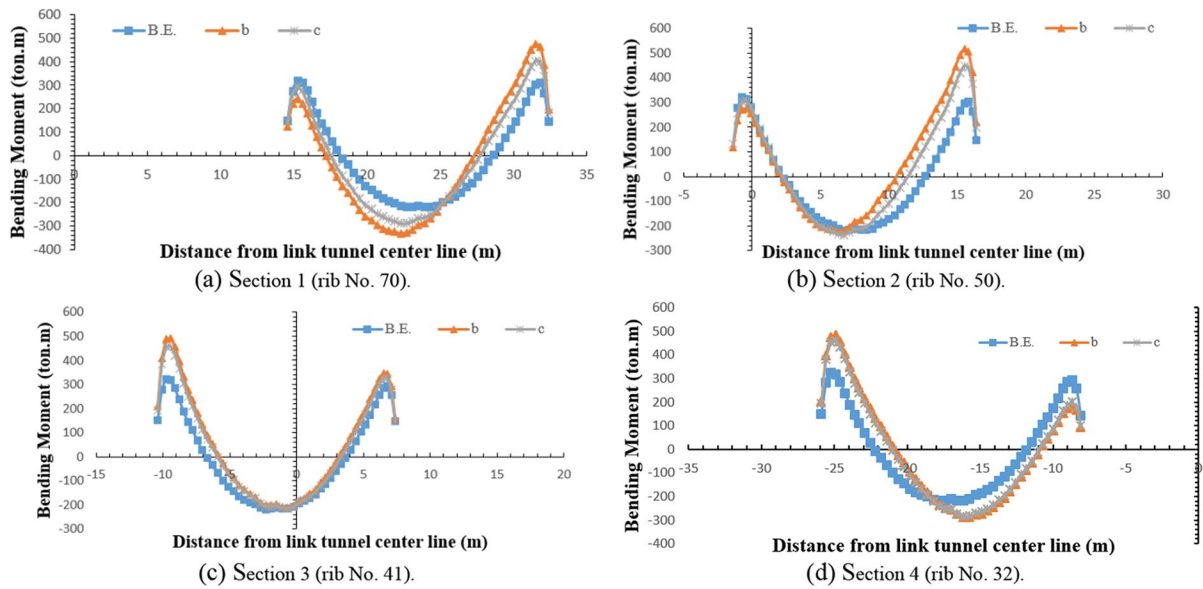 600
500
400
300
200
100
0
-100
-200
-300
-400
Bending Moment (ton.m)
B.E. b c
0 5 10 15 20 25 30 35
Distance from link tunnel center line (m)
(a) Section 1 (rib No. 70).
600
500
400
300
200
100
0
-100
-200
-300
Bending Moment (ton.m)
B.E. b c
-5 0 5 10 15 20 25 30
Distance from link tunnel center line (m)
(b) Section 2 (rib No. 50).
600
500
400
300
200
100
0
-100
-200
-300
Bending Moment (ton.m)
B.E. b c
-15 -10 -5 0 5 10 15 20
Distance from link tunnel center line (m)
(c) Section 3 (rib No. 41).
600
500
400
300
200
100
0
-100
-200
-300
-400
Bending Moment (ton.m)
B.E. b c
-35 -30 -25 -20 -15 -10 -5 0
Distance from link tunnel center line (m)
(d) Section 4 (rib No. 32).